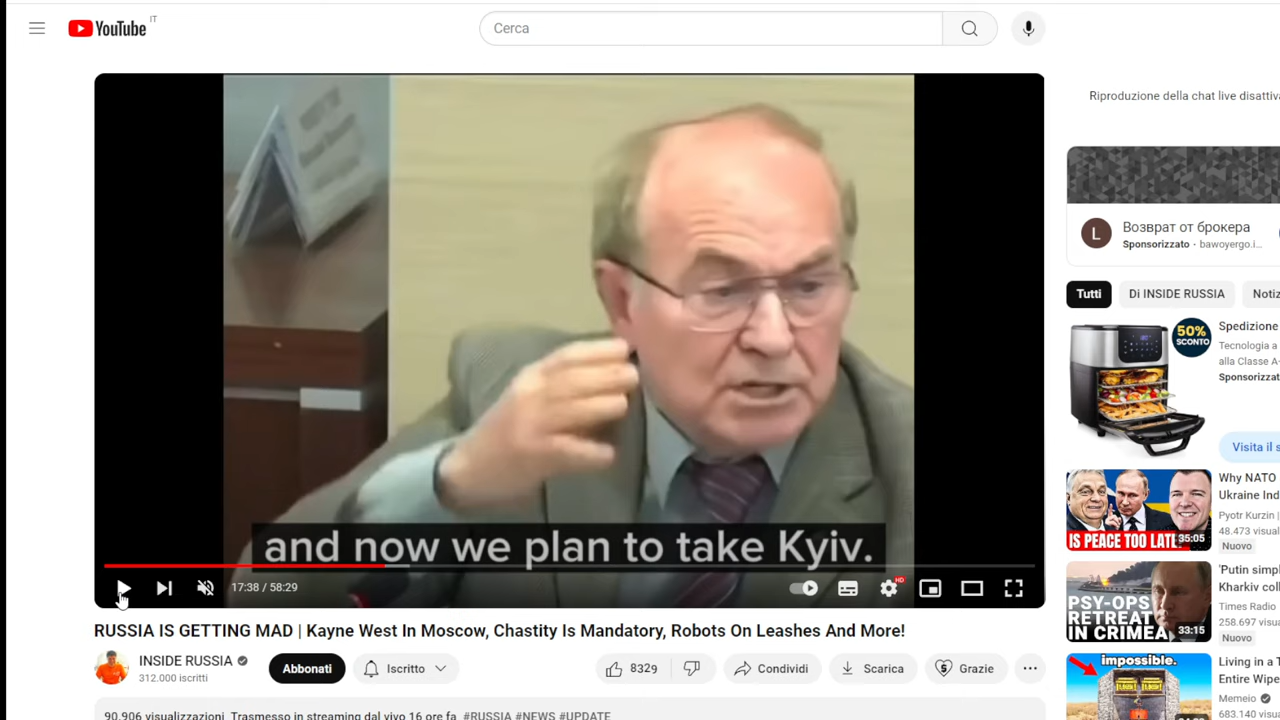 YouTube IT
Cerca
Riproduzione della chat live disattiva
and now we plan to take Kyiv.
17:38 / 58:29
HD
RUSSIA IS GETTING MAD | Kayne West In Moscow, Chastity Is Mandatory, Robots On Leashes And More!
INSIDE RUSSIA
312.000 iscritti
Abbonati
Iscritto
8329
Condividi
Scarica
Grazie
90.906 visualizzazioni Trasmesso in streaming dal vivo 16 ore fa #RUSSIA #NEWS #UPDATE
L
Возврат от брокера
Sponsorizzato · bawoyergo.i...
Tutti
Di INSIDE RUSSIA
Notiz
50%
SCONTO
Spedizione
Tecnologia a
alla Classe A+
Sponsorizzat
Visita il s
IS PEACE TOO LATE?
35:05
Why NATO
Ukraine Ind
Pyotr Kurzin |
48.473 visual
Nuovo
PSY-OPS
RETREAT
IN CRIMEA
33:15
'Putin simpl
Kharkiv coll
Times Radio
258.697 visu
Nuovo
impossible.
Living in a T
Entire Wipe
Memeio
683.140 visu